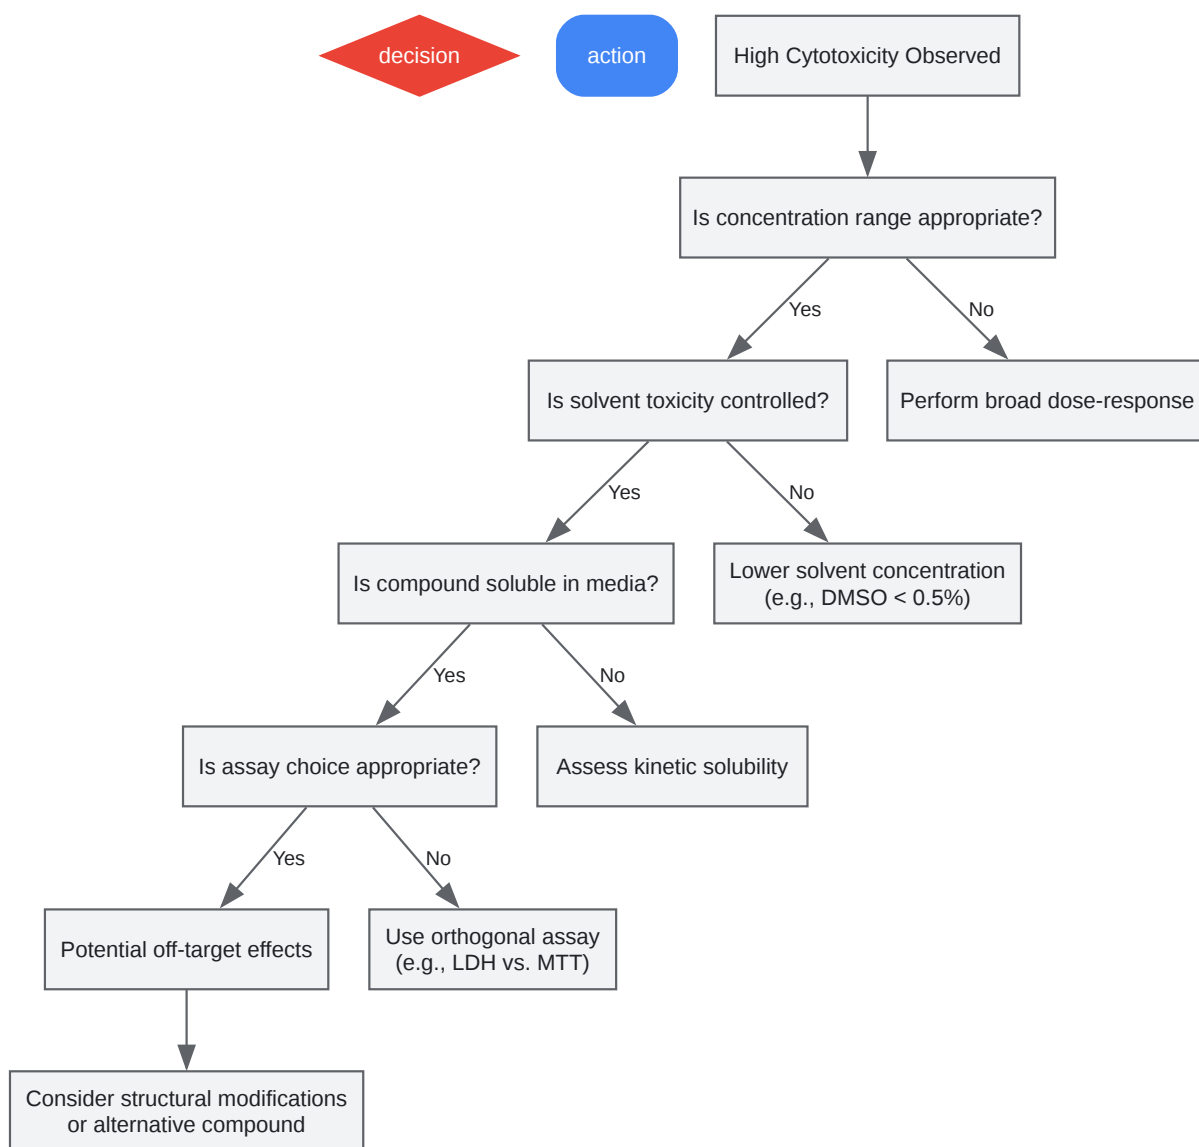 decision
action
High Cytotoxicity Observed
Is concentration range appropriate?
Yes
No
Is solvent toxicity controlled?
Perform broad dose-response
Yes
No
Is compound soluble in media?
Lower solvent concentration
(e.g., DMSO < 0.5%)
Yes
No
Is assay choice appropriate?
Assess kinetic solubility
Yes
No
Potential off-target effects
Use orthogonal assay
(e.g., LDH vs. MTT)
Consider structural modifications
or alternative compound